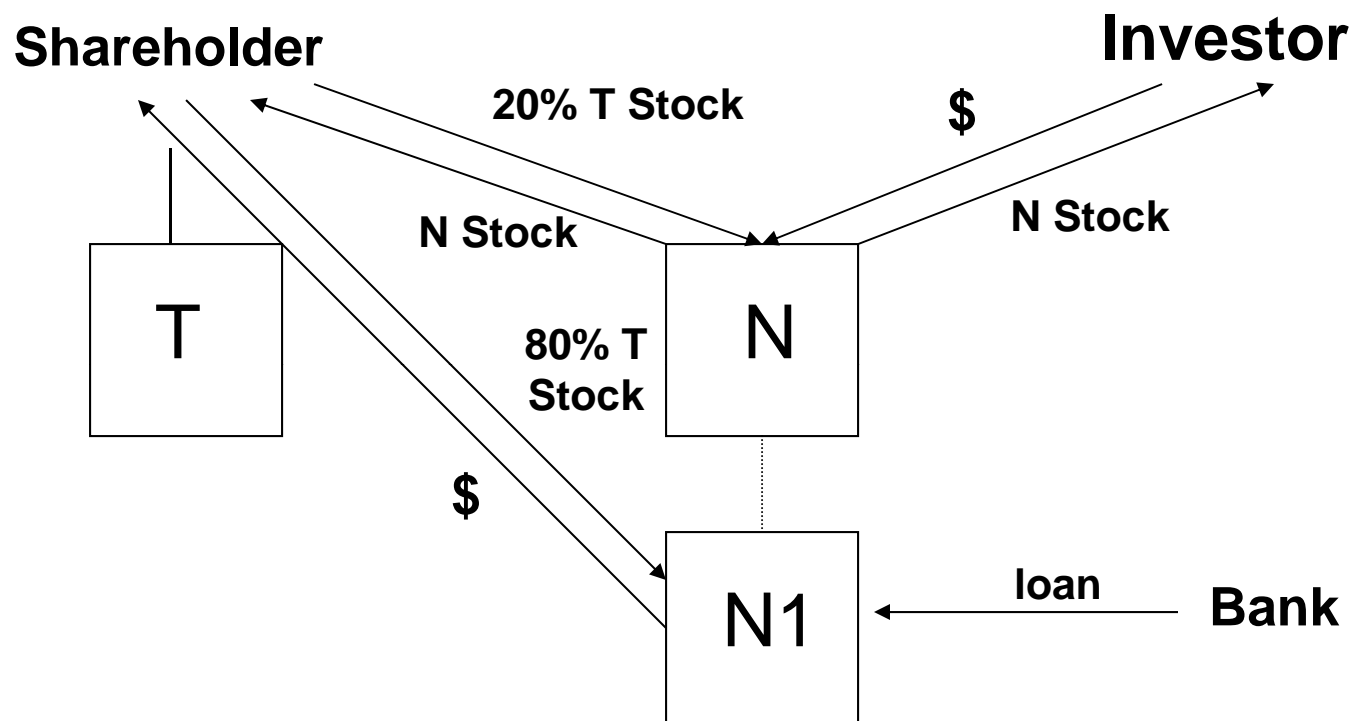 Shareholder
Investor
20% T Stock
$
N Stock
N Stock
T
N
80% T
Stock
$
N1
loan
Bank